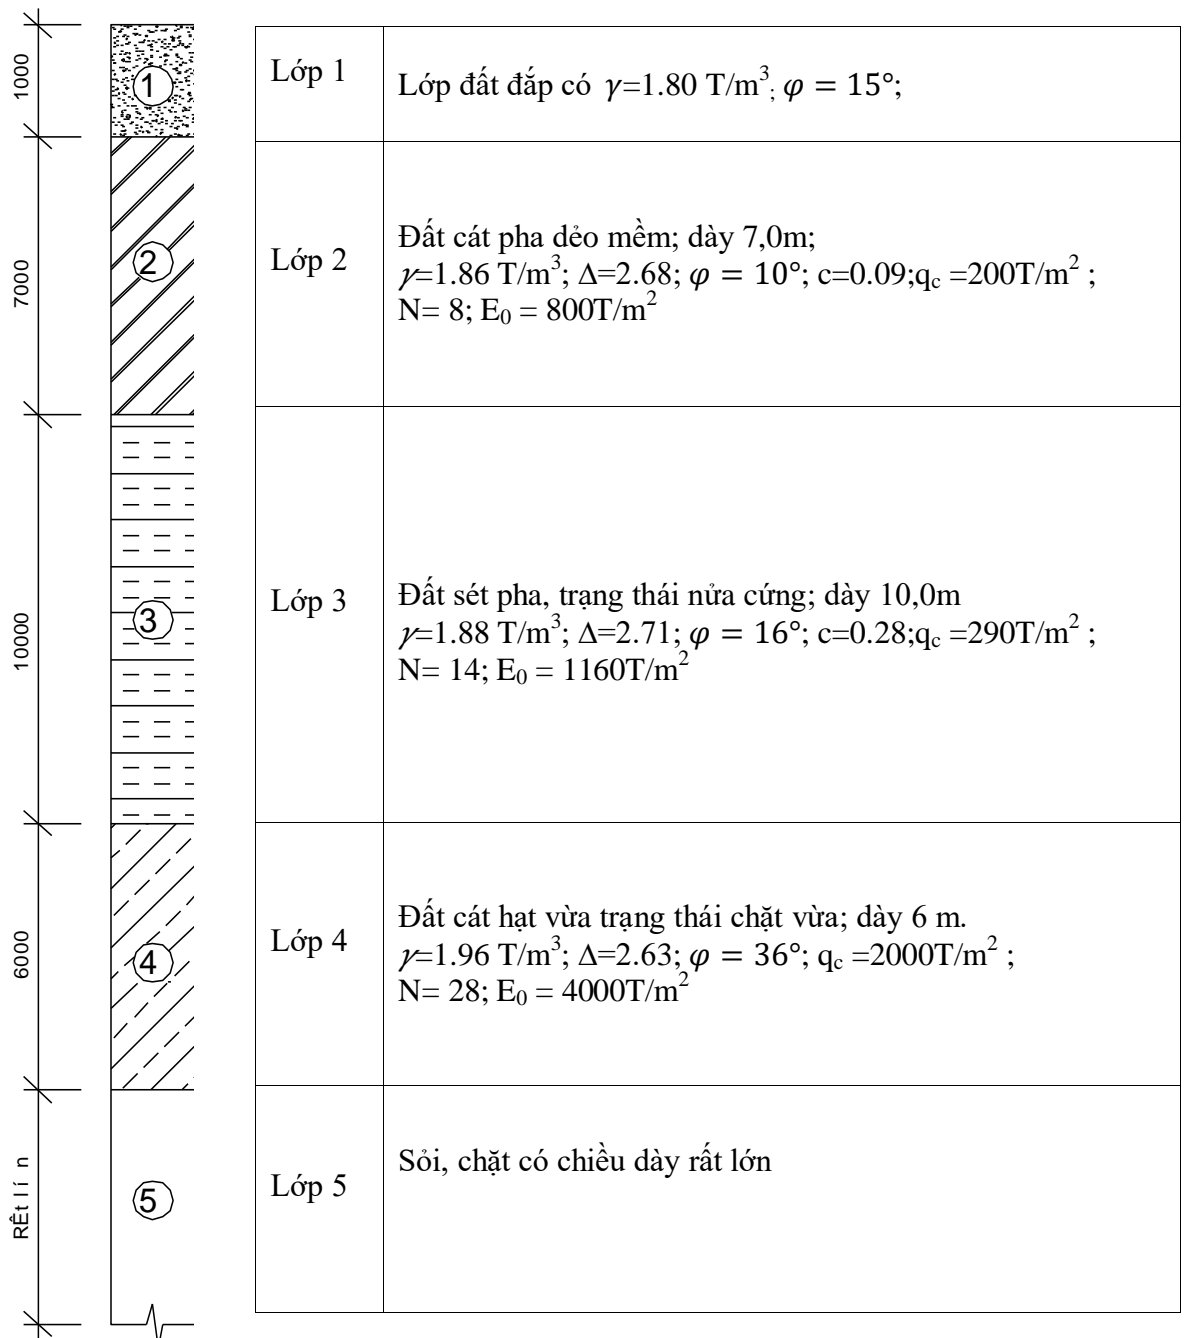 1000
1
Lớp 1
Lớp đất đắp có γ=1.80 T/m³; φ = 15°;
7000
2
Lớp 2
Đất cát pha dẻo mềm; dày 7,0m;
γ=1.86 T/m³; Δ=2.68; φ = 10°; c=0.09;qc =200T/m² ;
N= 8; E₀ = 800T/m²
10000
3
Lớp 3
Đất sét pha, trạng thái nửa cứng; dày 10,0m
γ=1.88 T/m³; Δ=2.71; φ = 16°; c=0.28;qc =290T/m² ;
N= 14; E₀ = 1160T/m²
6000
4
Lớp 4
Đất cát hạt vừa trạng thái chặt vừa; dày 6 m.
γ=1.96 T/m³; Δ=2.63; φ = 36°; qc =2000T/m² ;
N= 28; E₀ = 4000T/m²
RÊt lí n
5
Lớp 5
Sỏi, chặt có chiều dày rất lớn